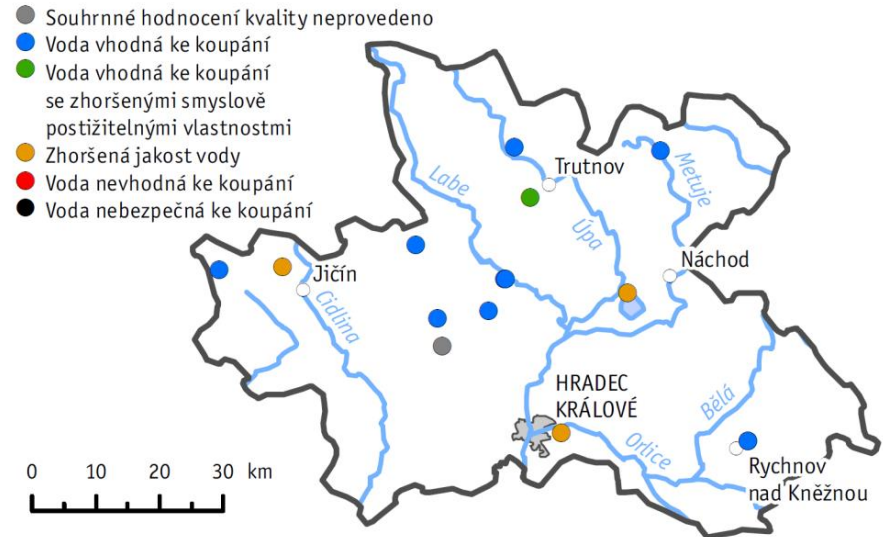 Souhrnné hodnocení kvality neprovedeno
Voda vhodná ke koupání
Voda vhodná ke koupání
se zhoršenými smyslově
postižitelnými vlastnostmi
Zhoršená jakost vody
Voda nevhodná ke koupání
Voda nebezpečná ke koupání
Labe
Trutnov
Metuje
Úpa
Náchod
Jičín
Cidlina
HRADEC
KRÁLOVÉ
Bělá
Orlice
Rychnov
nad Kněžnou
0 10 20 30 km